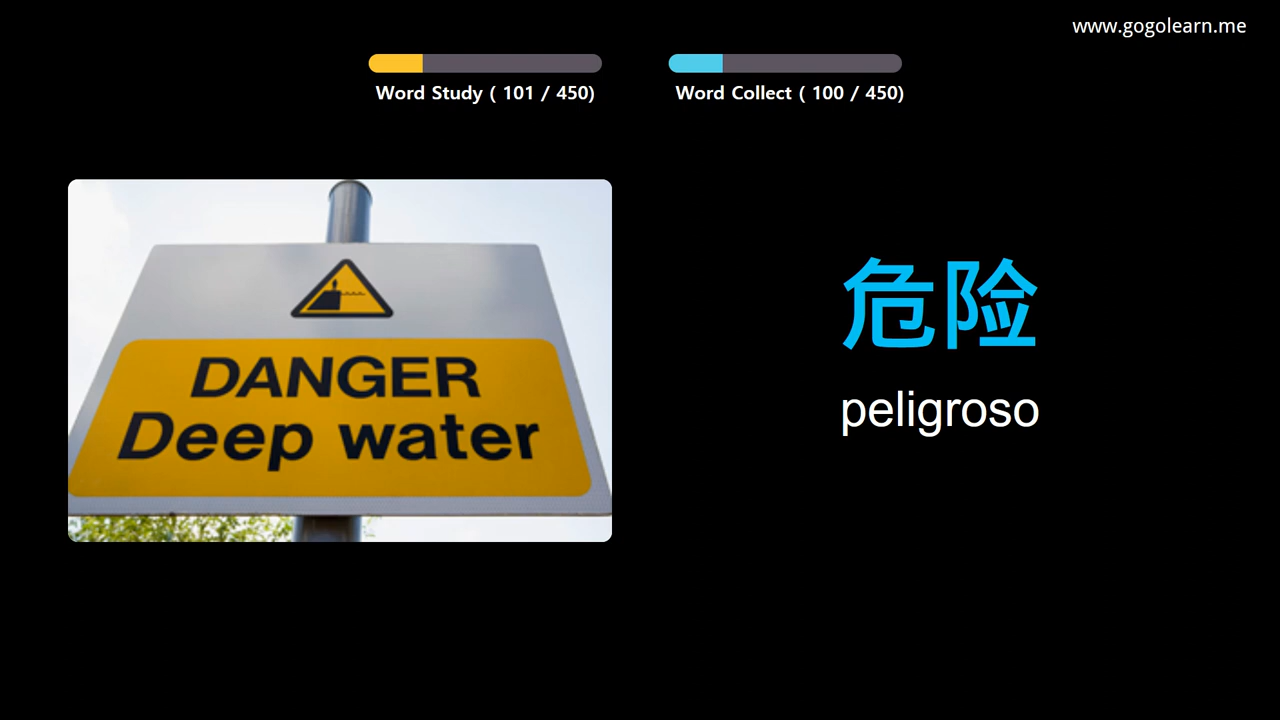 www.gogolearn.me
Word Study ( 101 / 450)
Word Collect ( 100 / 450)
DANGER
Deep water
危险
peligroso